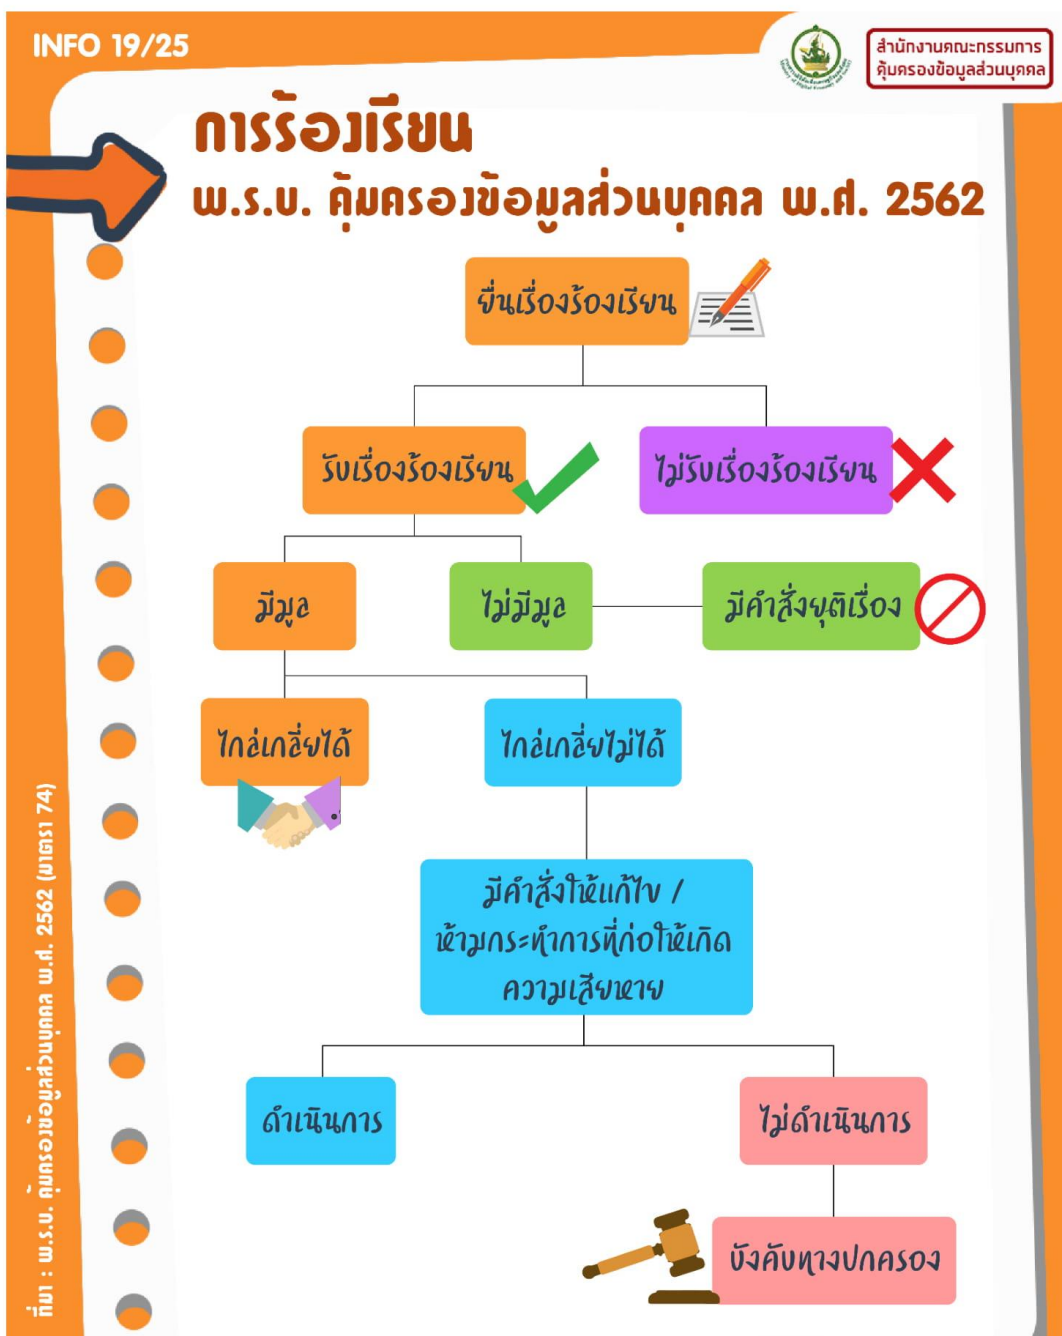 INFO 19/25
สำนักงานคณะกรรมการ
คุ้มครองข้อมูลส่วนบุคคล
การร้องเรียน
พ.ร.บ. คุ้มครองข้อมูลส่วนบุคคล พ.ศ. 2562
ยื่นเรื่องร้องเรียน
รับเรื่องร้องเรียน
ไม่รับเรื่องร้องเรียน
มีมูล
ไม่มีมูล
มีคำสั่งยุติเรื่อง
ไกล่เกลี่ยได้
ไกล่เกลี่ยไม่ได้
มีคำสั่งให้แก้ไข /
ห้ามกระทำการที่ก่อให้เกิด
ความเสียหาย
ดำเนินการ
ไม่ดำเนินการ
บังคับทางปกครอง
ที่มา : พ.ร.บ. คุ้มครองข้อมูลส่วนบุคคล พ.ศ. 2562 (มาตรา 74)